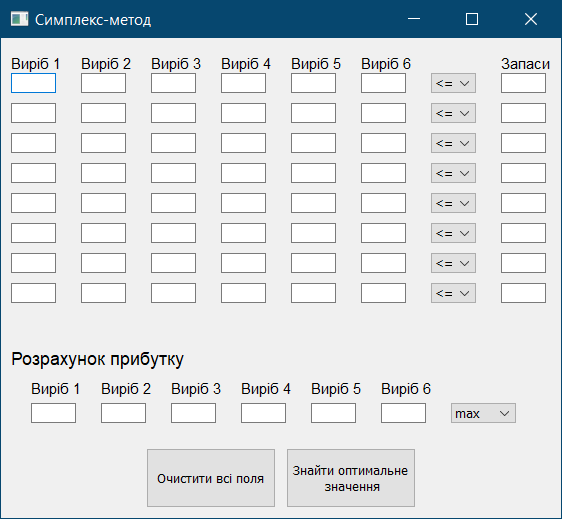 Симплекс-метод
Виріб 1 Виріб 2 Виріб 3 Виріб 4 Виріб 5 Виріб 6 Запаси
<=
<=
<=
<=
<=
<=
<=
<=
Розрахунок прибутку
Виріб 1 Виріб 2 Виріб 3 Виріб 4 Виріб 5 Виріб 6
max
Очистити всі поля
Знайти оптимальне
значення